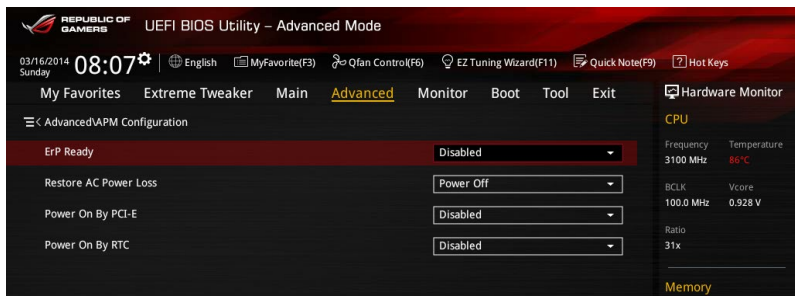 REPUBLIC OF
GAMERS
UEFI BIOS Utility – Advanced Mode
03/16/2014
Sunday
08:07
English
MyFavorite(F3)
Qfan Control(F6)
EZ Tuning Wizard(F11)
Quick Note(F9)
? Hot Keys
My Favorites
Extreme Tweaker
Main
Advanced
Monitor
Boot
Tool
Exit
Hardware Monitor
< Advanced\APM Configuration
ErP Ready
Disabled
Restore AC Power Loss
Power Off
Power On By PCI-E
Disabled
Power On By RTC
Disabled
CPU
Frequency
Temperature
3100 MHz
86°C
BCLK
Vcore
100.0 MHz
0.928 V
Ratio
31x
Memory